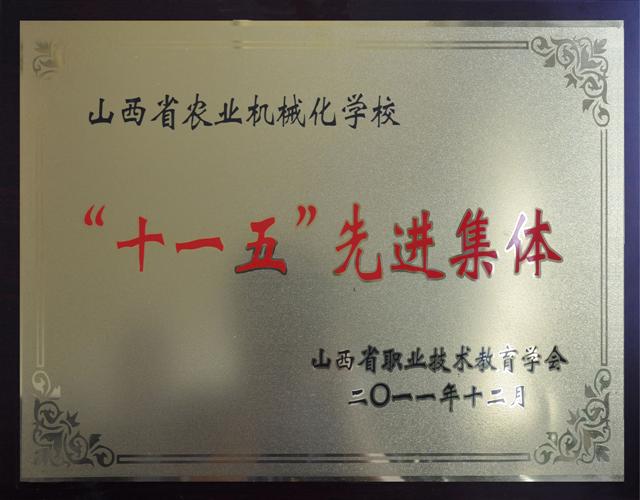 山西省农业机械化学校
“十一五”先进集体
山西省职业技术教育学会
二〇一一年十二月